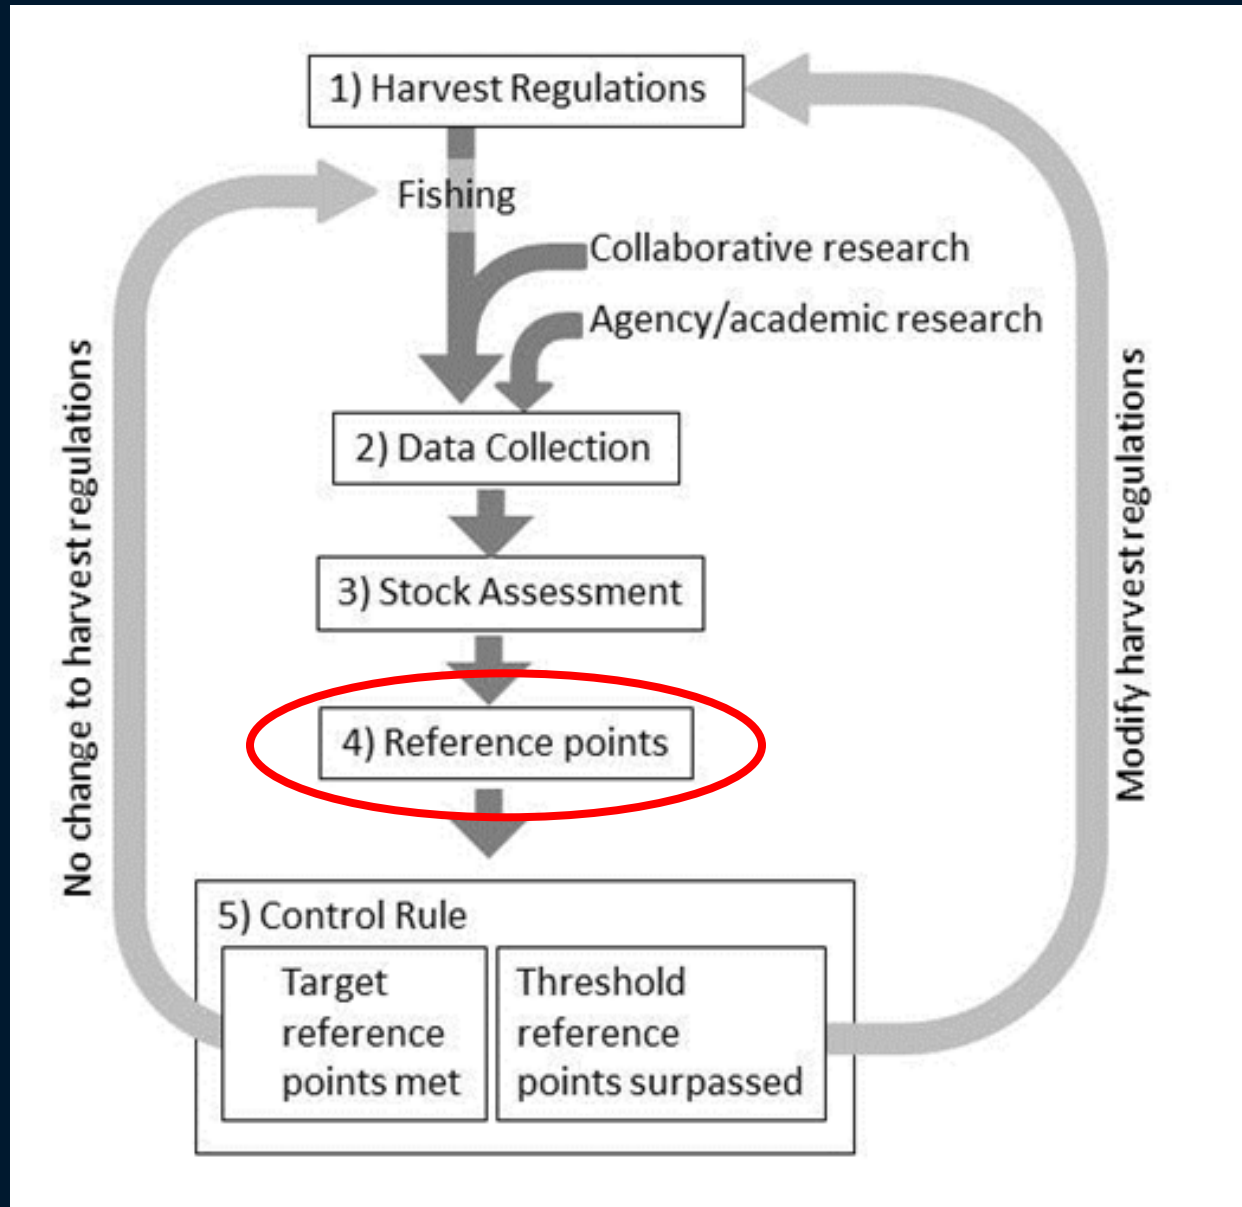 1) Harvest Regulations
Fishing
Collaborative research
Agency/academic research
2) Data Collection
3) Stock Assessment
4) Reference points
5) Control Rule
Target
reference
points met
Threshold
reference
points surpassed
No change to harvest regulations
Modify harvest regulations